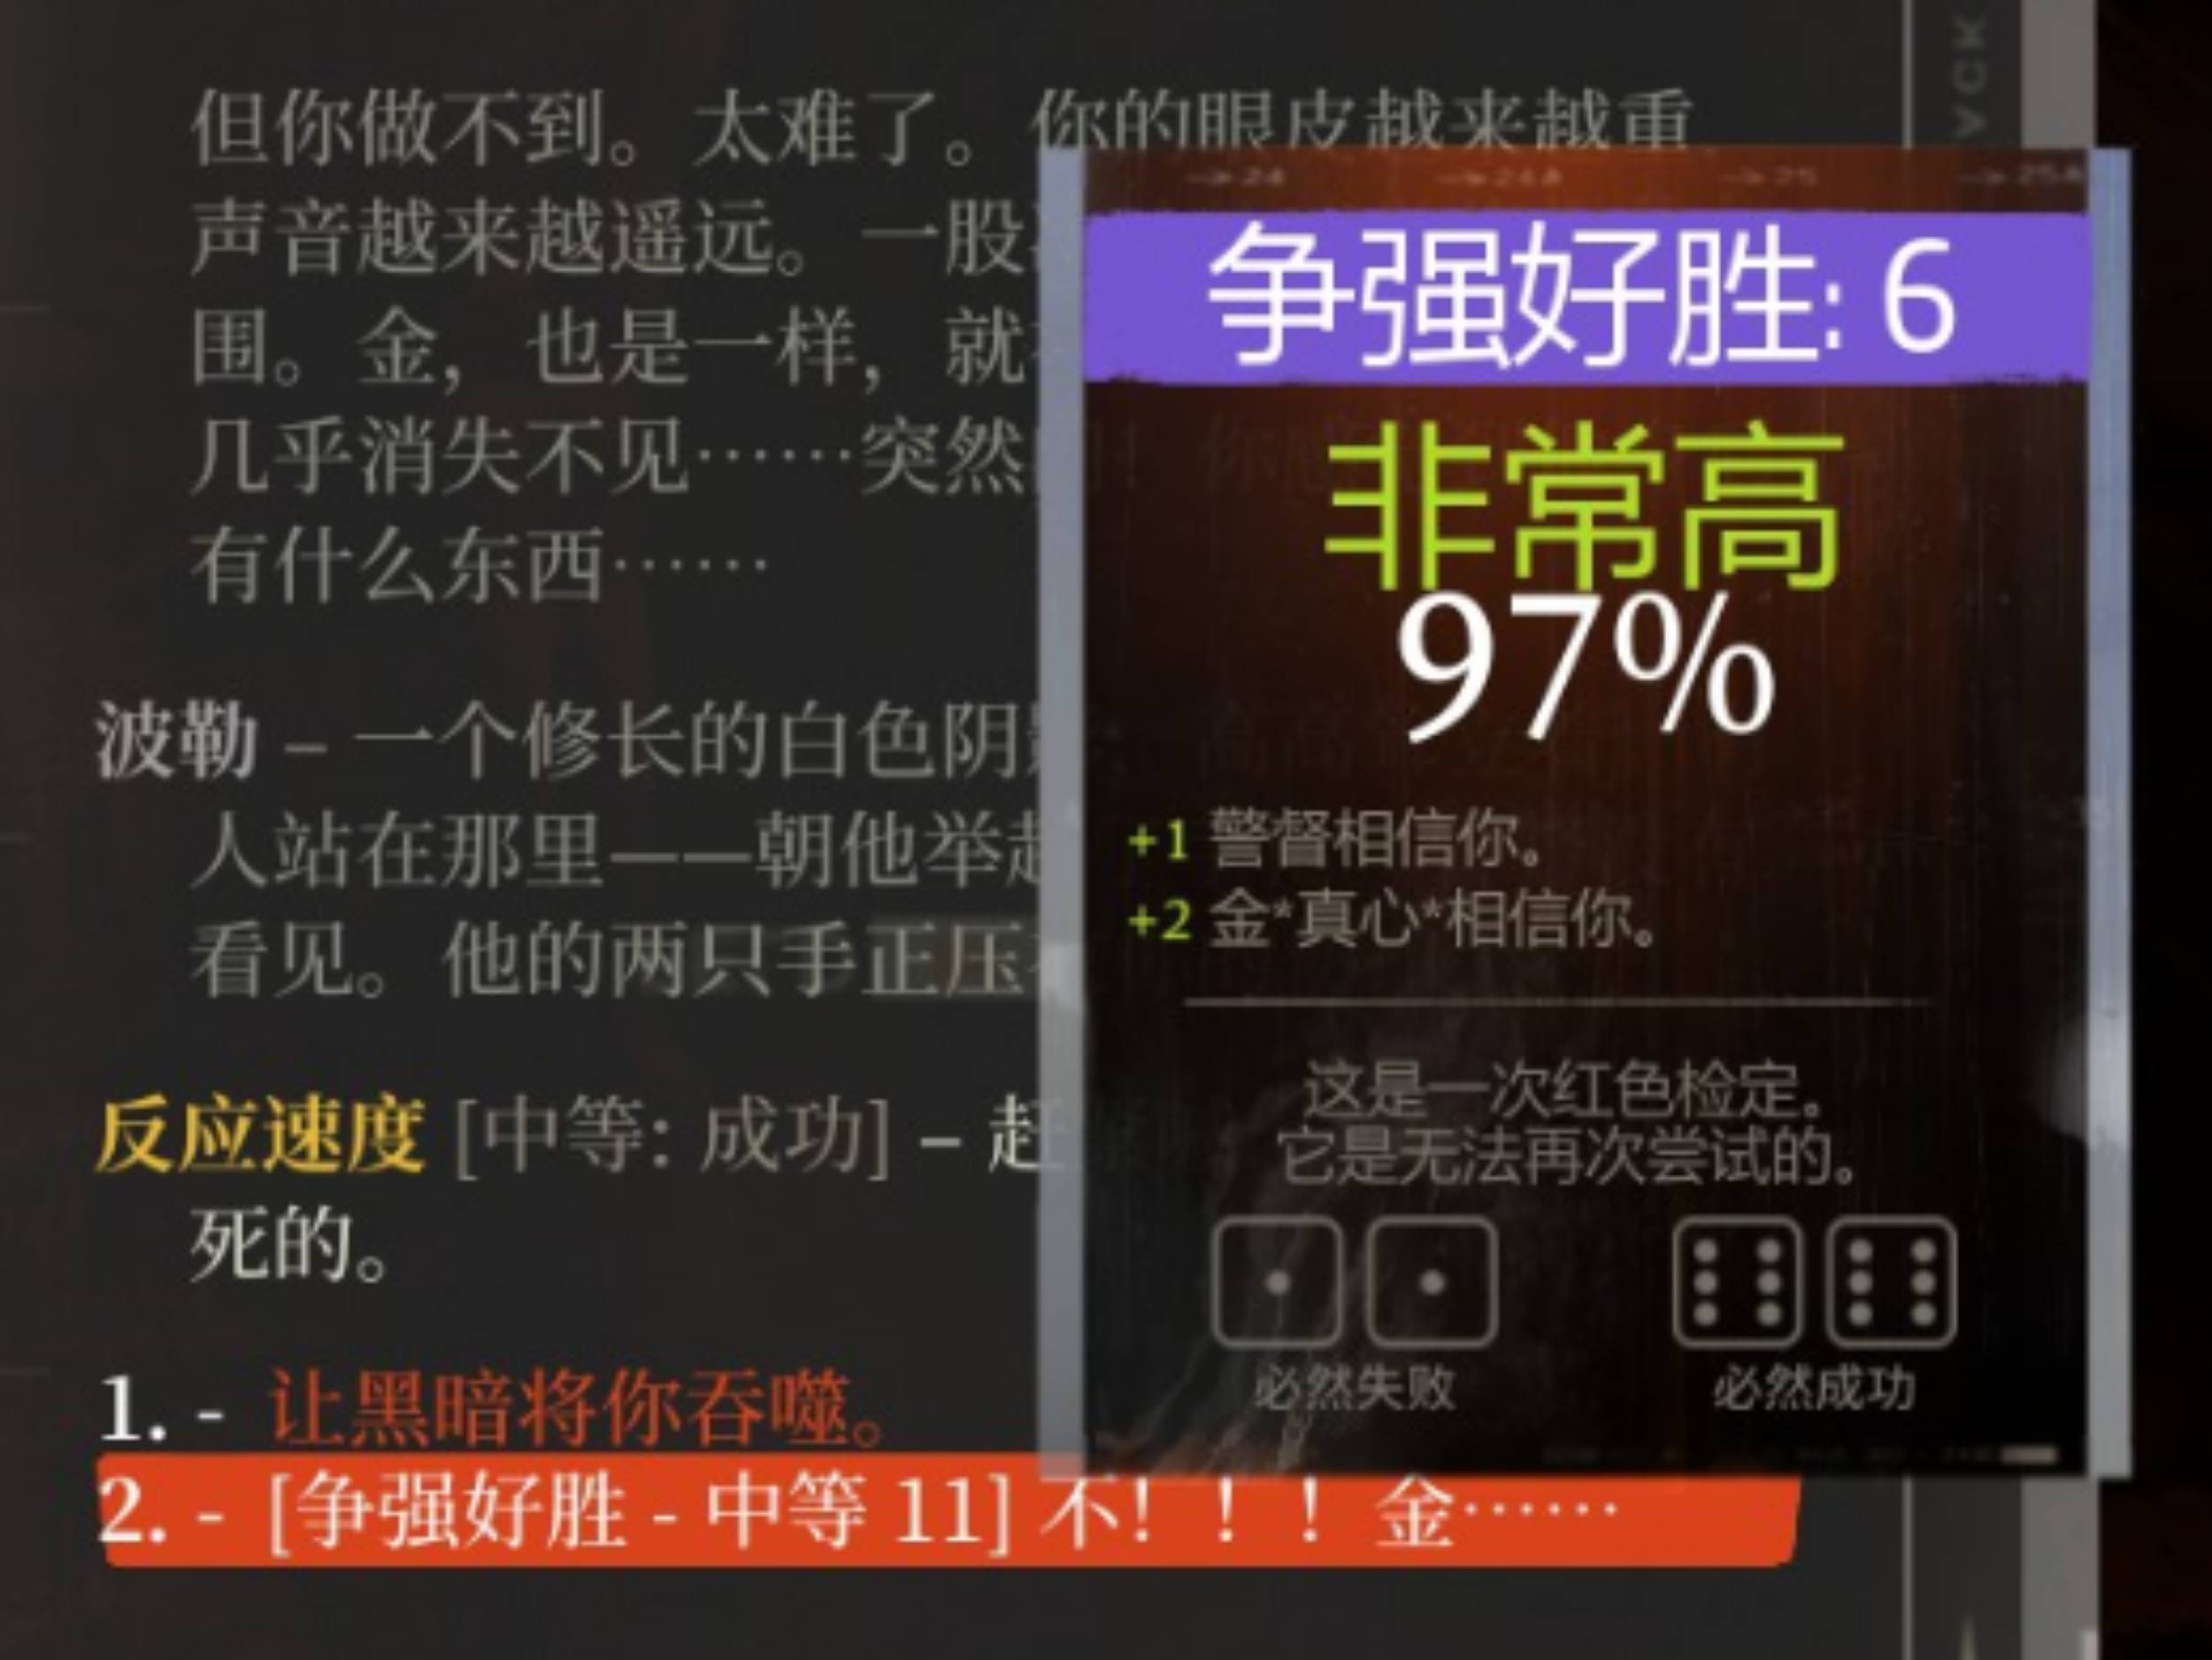 但你做不到。太难了。你的眼皮越来越重
声音越来越遥远。一股
围。金，也是一样，就
几乎消失不见……突然
有什么东西……
波勒 – 一个修长的白色阴
人站在那里——朝他举起
看见。他的两只手正压
反应速度 [中等: 成功] – 赶
死的。
1. - 让黑暗将你吞噬。
2. - [争强好胜 - 中等 11] 不！！！金……
VCK
争强好胜: 6
非常高
97%
+1 警督相信你。
+2 金*真心*相信你。
这是一次红色检定。
它是无法再次尝试的。
必然失败 必然成功